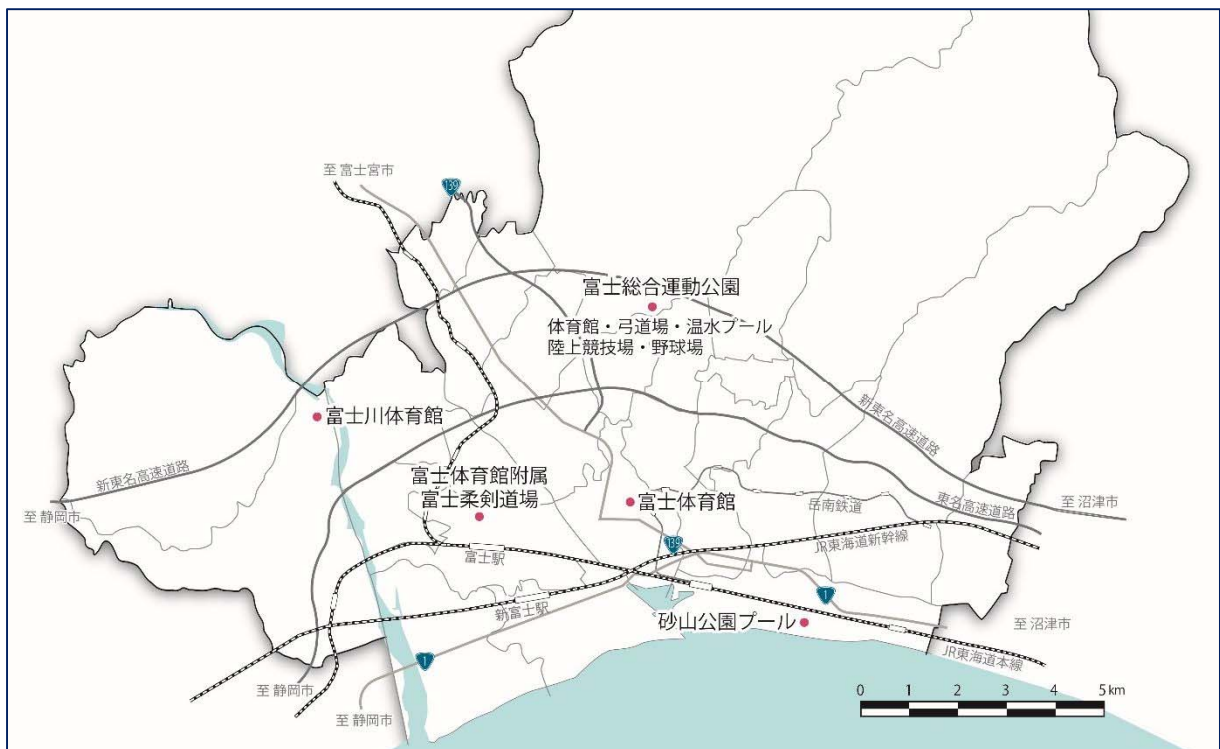 至 富士宮市
139
富士総合運動公園
体育館・弓道場・温水プール
陸上競技場・野球場
富士川体育館
新東名高速道路
新東名高速道路
富士体育館附属
富士柔剣道場
富士体育館
岳南鉄道
東名高速道路
至 沼津市
至 静岡市
139
JR東海道新幹線
富士駅
新富士駅
1
砂山公園プール
至 沼津市
JR東海道本線
1
至 静岡市
至 静岡市
0 1 2 3 4 5km